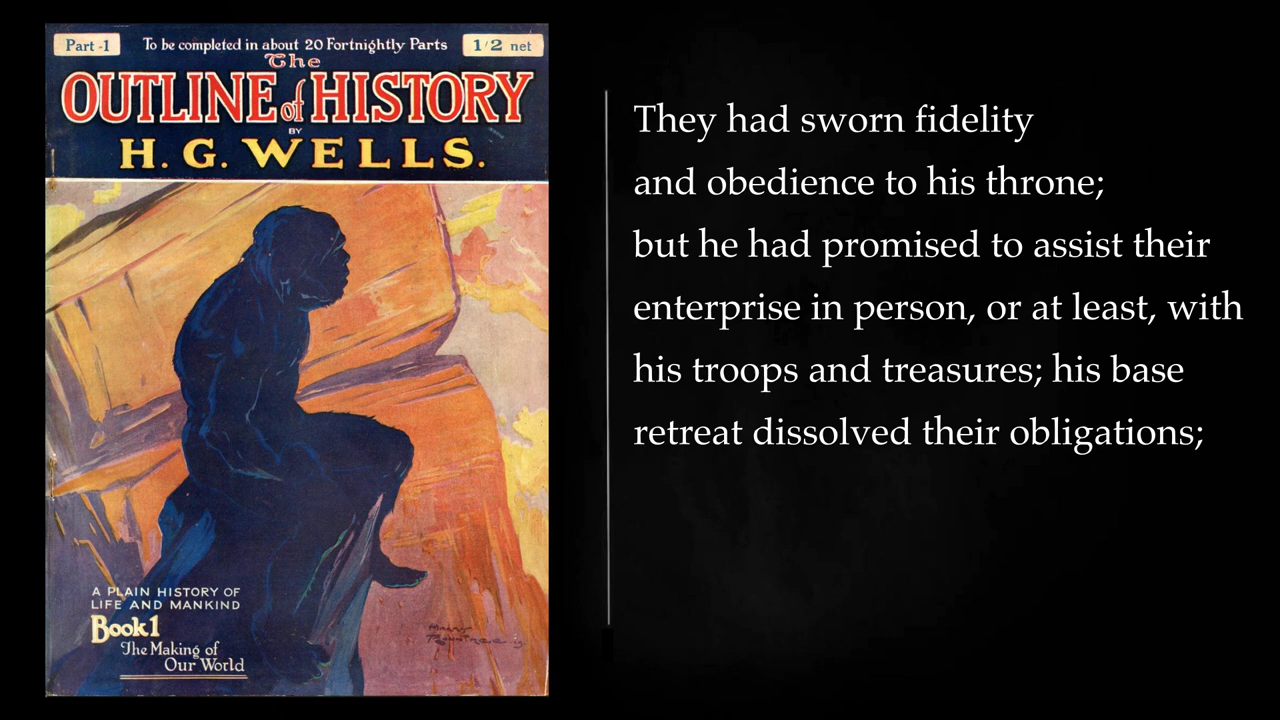 Part -1
To be completed in about 20 Fortnightly Parts
1/2 net
The
OUTLINE of HISTORY
BY
H. G. WELLS.
They had sworn fidelity
and obedience to his throne;
but he had promised to assist their
enterprise in person, or at least, with
his troops and treasures; his base
retreat dissolved their obligations;
A PLAIN HISTORY OF
LIFE AND MANKIND
Book 1
The Making of
Our World